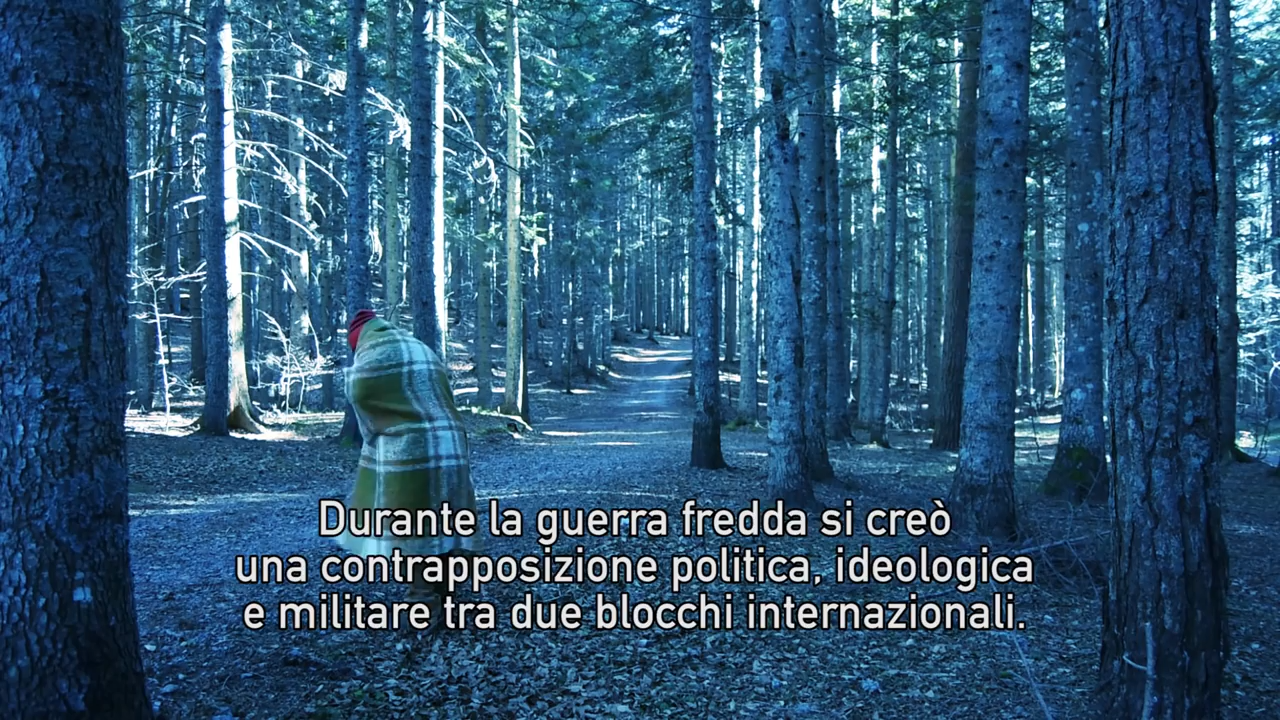 Durante la guerra fredda si creò
una contrapposizione politica, ideologica
e militare tra due blocchi internazionali.